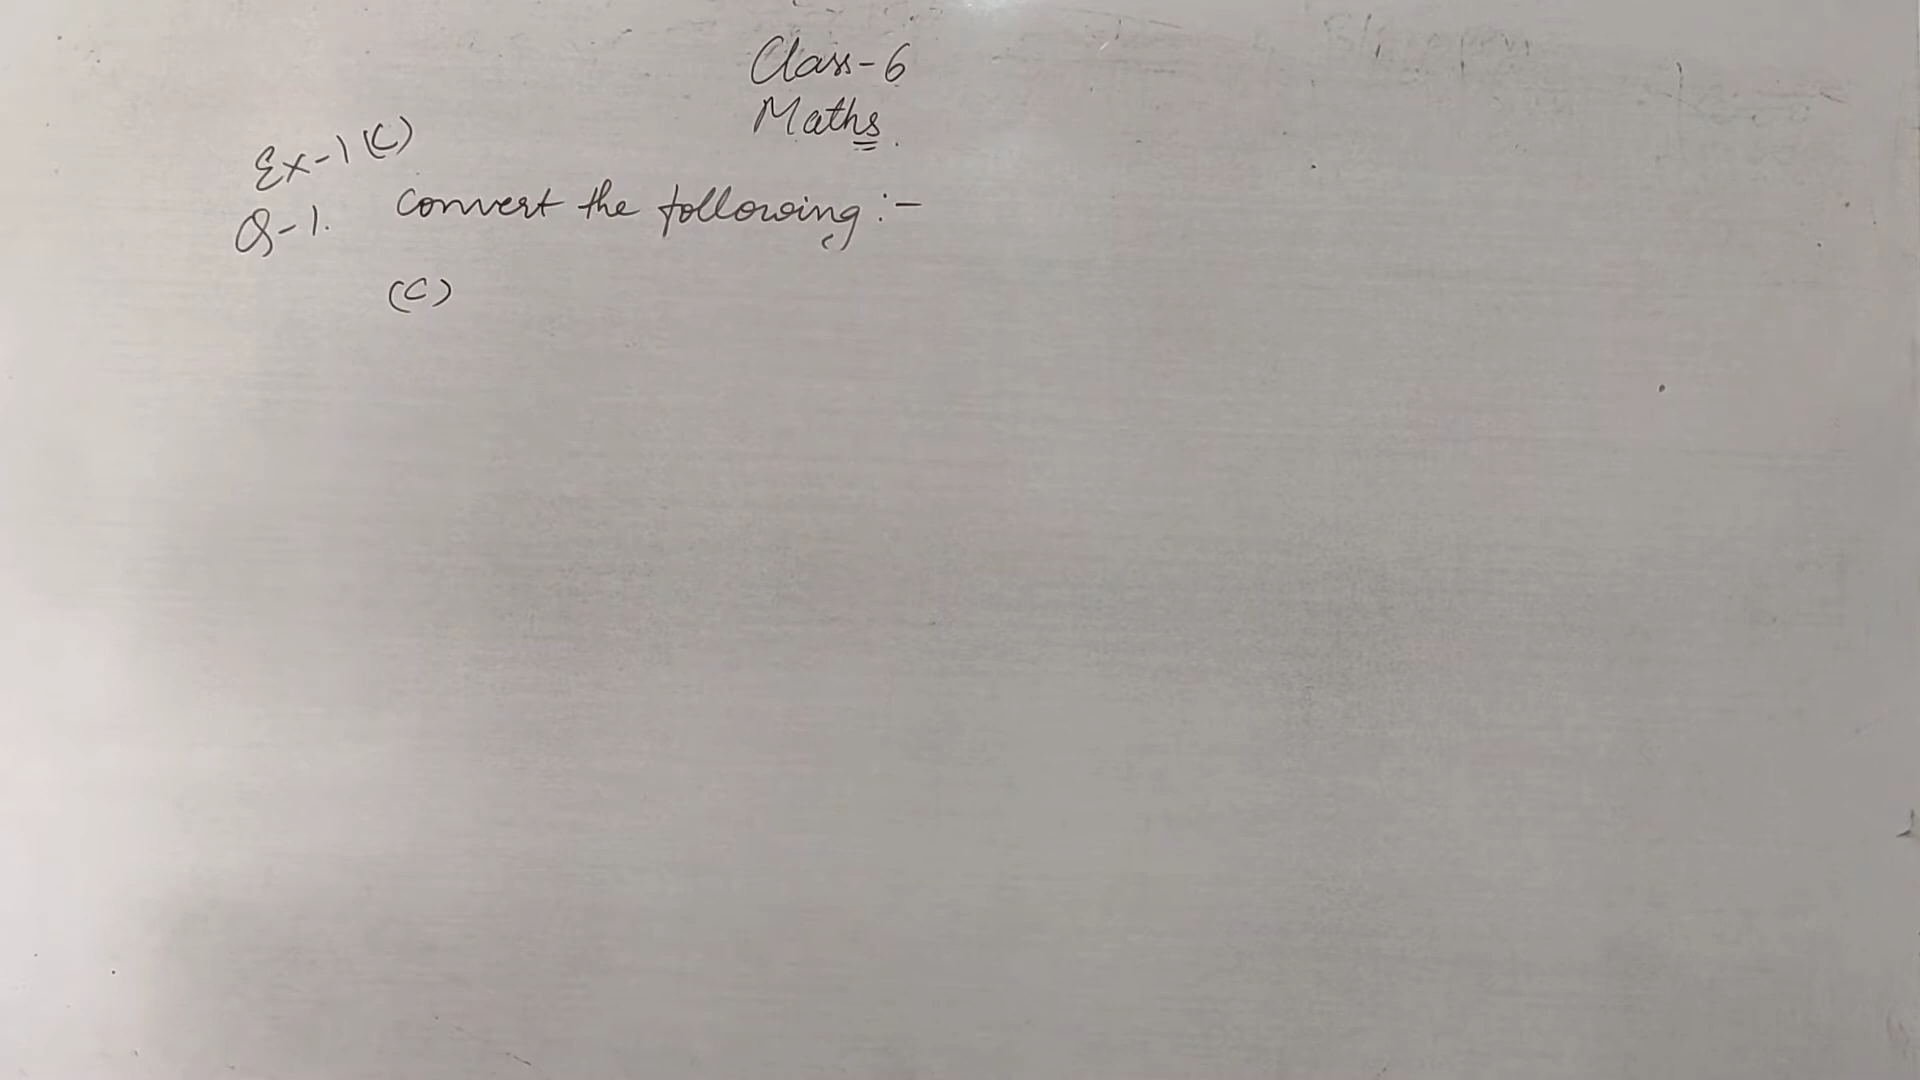 Class-6
Maths.
Ex-1(C)
Q-1. Convert the following :-
(C)